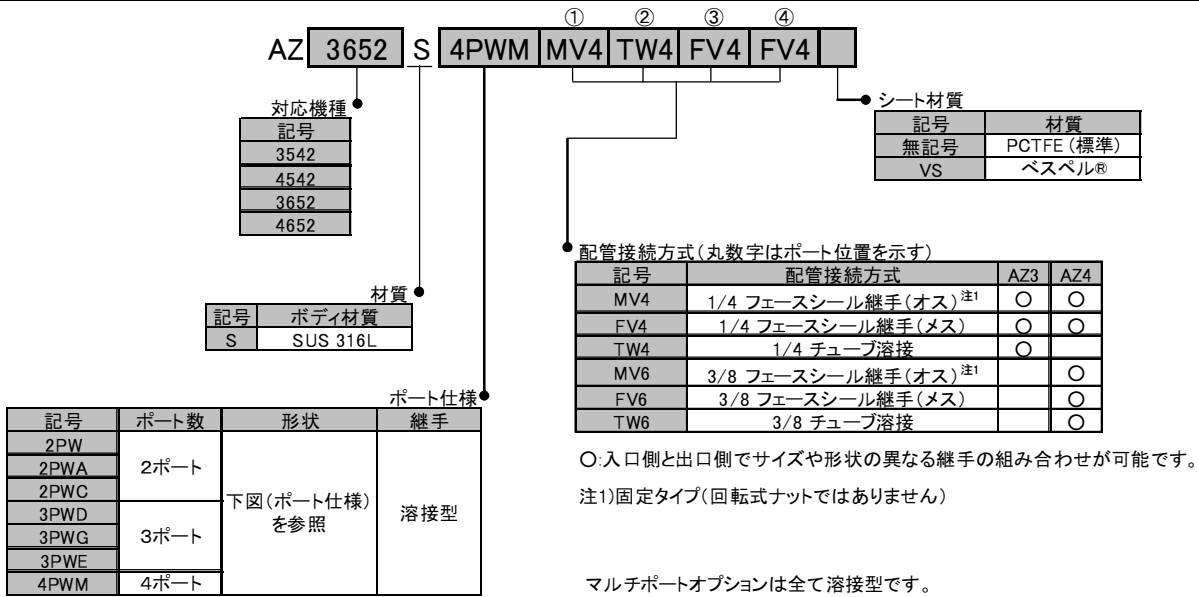 ① ② ③ ④
AZ 3652 S 4PWM MV4 TW4 FV4 FV4
対応機種
記号
3542
4542
3652
4652
シート材質
記号 材質
無記号 PCTFE (標準)
VS ベスペル®
材質
記号 ボディ材質
S SUS 316L
配管接続方式(丸数字はポート位置を示す)
記号 配管接続方式 AZ3 AZ4
MV4 1/4 フェースシール継手(オス) 注1 ○ ○
FV4 1/4 フェースシール継手(メス) ○ ○
TW4 1/4 チューブ溶接 ○
MV6 3/8 フェースシール継手(オス) 注1 ○
FV6 3/8 フェースシール継手(メス) ○
TW6 3/8 チューブ溶接 ○
○:入口側と出口側でサイズや形状の異なる継手の組み合わせが可能です。
注1)固定タイプ(回転式ナットではありません)
マルチポートオプションは全て溶接型です。
ポート仕様
記号 ポート数 形状 継手
2PW
2PWA 2ポート
2PWC
下図(ポート仕様)
を参照
溶接型
3PWD
3PWG 3ポート
3PWE
4PWM 4ポート